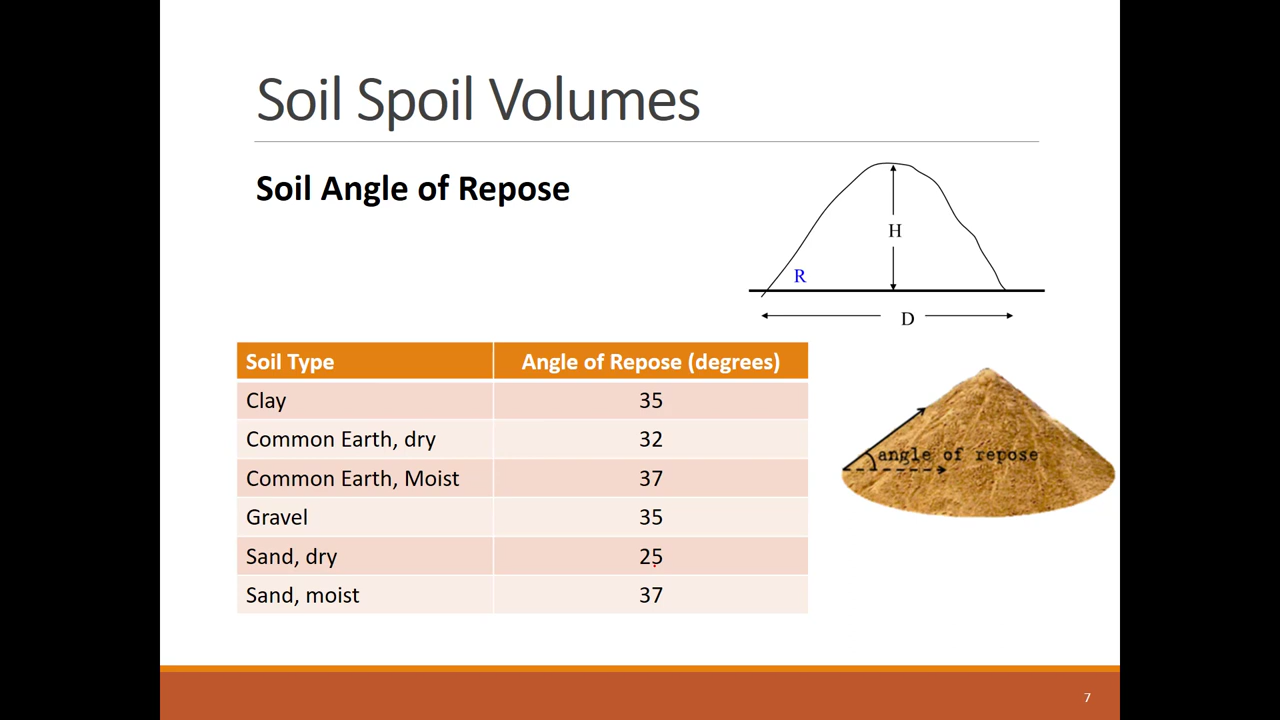 Soil Spoil Volumes
Soil Angle of Repose
H
R
D
Soil Type Angle of Repose (degrees)
Clay 35
Common Earth, dry 32
Common Earth, Moist 37
Gravel 35
Sand, dry 25
Sand, moist 37
angle of repose
7